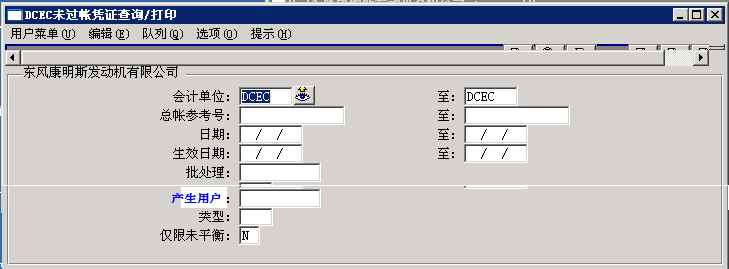 DCEC未过帐凭证查询/打印
用户菜单(U) 编辑(E) 队列(Q) 选项(O) 提示(H)
东风康明斯发动机有限公司
会计单位: DCEC 至: DCEC
总帐参考号: 至:
日期: / / 至: / /
生效日期: / / 至: / /
批处理:
产生用户:
类型:
仅限未平衡: N